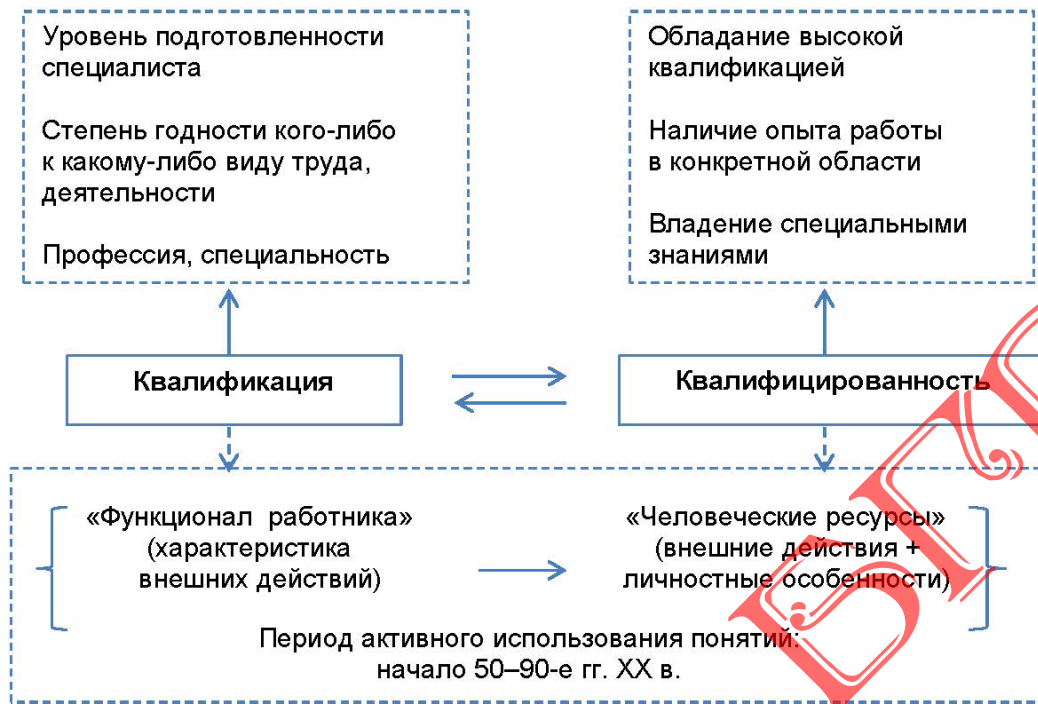 Уровень подготовленности
специалиста
Степень годности кого-либо
к какому-либо виду труда,
деятельности
Профессия, специальность
Обладание высокой
квалификацией
Наличие опыта работы
в конкретной области
Владение специальными
знаниями
Квалификация
Квалифицированность
«Функционал работника»
(характеристика
внешних действий)
«Человеческие ресурсы»
(внешние действия +
личностные особенности)
Период активного использования понятий:
начало 50–90-е гг. XX в.